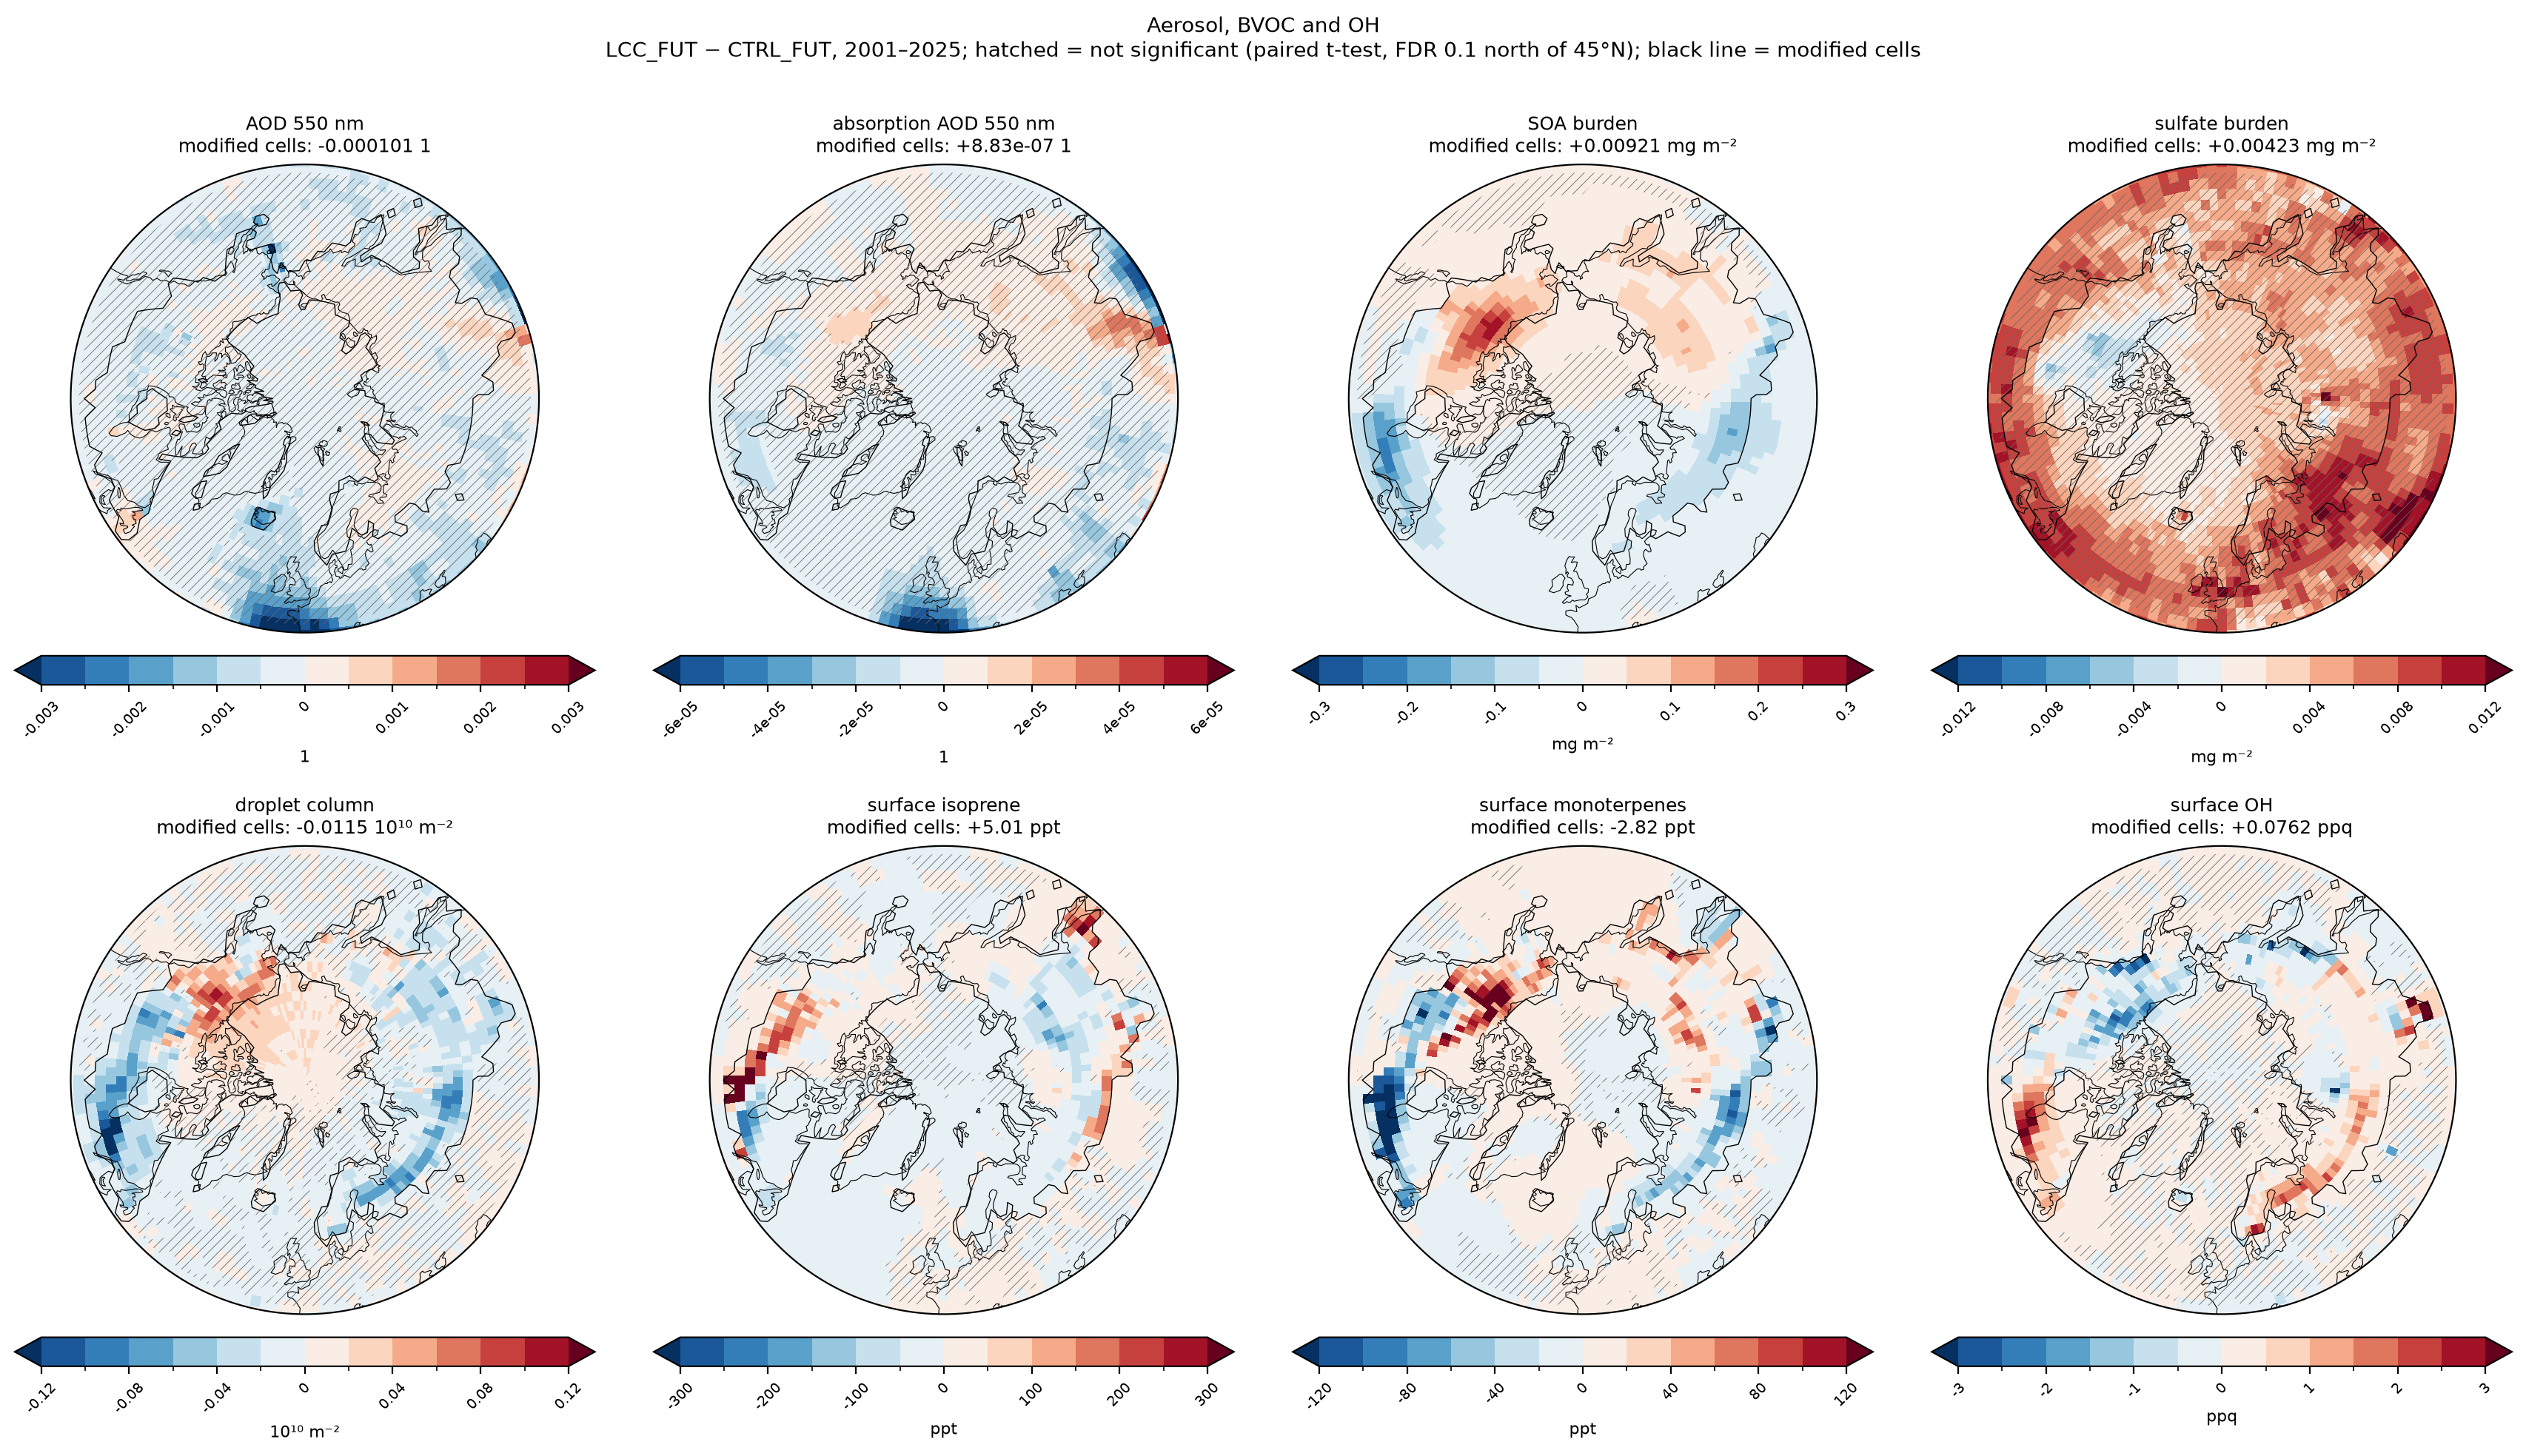 Aerosol, BVOC and OH
LCC_FUT − CTRL_FUT, 2001–2025; hatched = not significant (paired t-test, FDR 0.1 north of 45°N); black line = modified cells
AOD 550 nm
modified cells: -0.000101 1
absorption AOD 550 nm
modified cells: +8.83e-07 1
SOA burden
modified cells: +0.00921 mg m⁻²
sulfate burden
modified cells: +0.00423 mg m⁻²
-0.003 -0.002 -0.001 0 0.001 0.002 0.003
1
-6e-05 -4e-05 -2e-05 0 2e-05 4e-05 6e-05
1
-0.3 -0.2 -0.1 0 0.1 0.2 0.3
mg m⁻²
-0.012 -0.008 -0.004 0 0.004 0.008 0.012
mg m⁻²
droplet column
modified cells: -0.0115 10¹⁰ m⁻²
surface isoprene
modified cells: +5.01 ppt
surface monoterpenes
modified cells: -2.82 ppt
surface OH
modified cells: +0.0762 ppq
-0.12 -0.08 -0.04 0 0.04 0.08 0.12
10¹⁰ m⁻²
-300 -200 -100 0 100 200 300
ppt
-120 -80 -40 0 40 80 120
ppt
-3 -2 -1 0 1 2 3
ppq